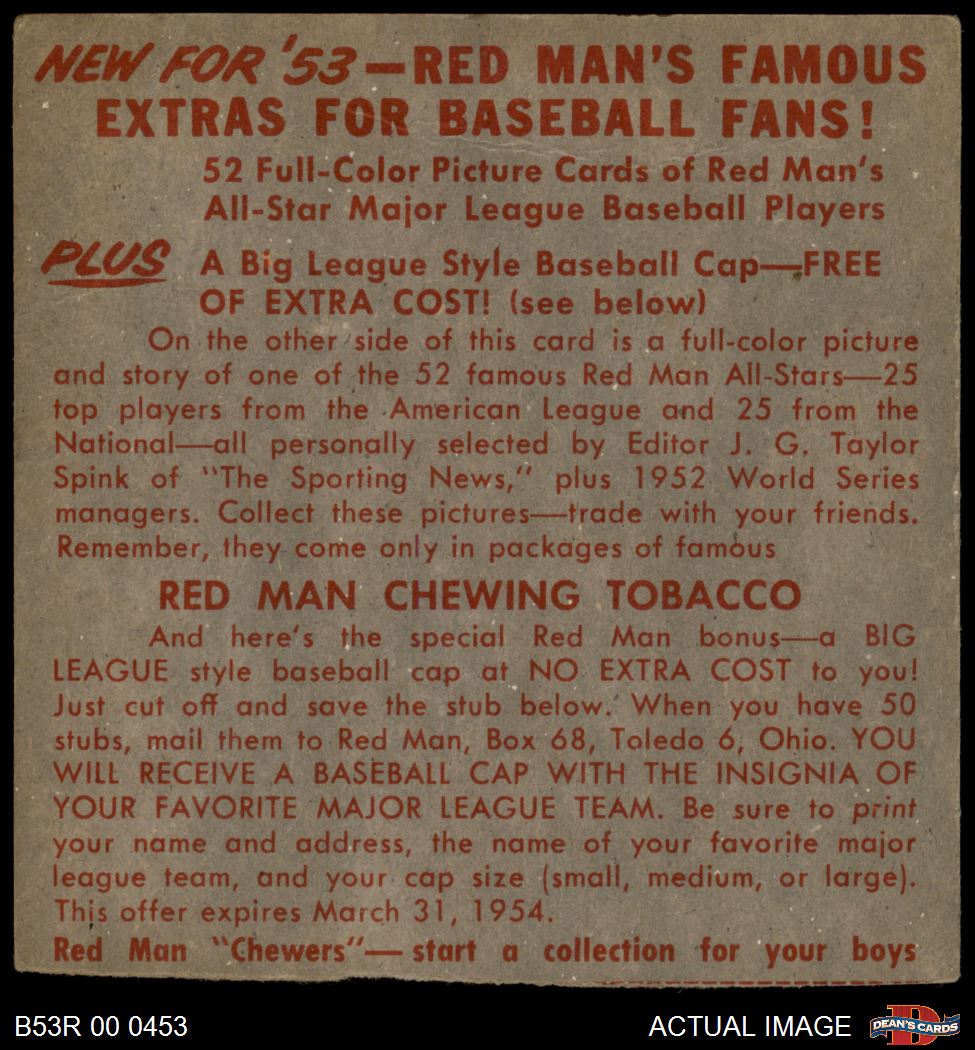 NEW FOR '53—RED MAN'S FAMOUS
EXTRAS FOR BASEBALL FANS!
52 Full-Color Picture Cards of Red Man's
All-Star Major League Baseball Players
PLUS A Big League Style Baseball Cap—FREE
OF EXTRA COST! (see below)
On the other side of this card is a full-color picture
and story of one of the 52 famous Red Man All-Stars—25
top players from the American League and 25 from the
National—all personally selected by Editor J. G. Taylor
Spink of "The Sporting News," plus 1952 World Series
managers. Collect these pictures—trade with your friends.
Remember, they come only in packages of famous
RED MAN CHEWING TOBACCO
And here's the special Red Man bonus—a BIG
LEAGUE style baseball cap at NO EXTRA COST to you!
Just cut off and save the stub below. When you have 50
stubs, mail them to Red Man, Box 68, Toledo 6, Ohio. YOU
WILL RECEIVE A BASEBALL CAP WITH THE INSIGNIA OF
YOUR FAVORITE MAJOR LEAGUE TEAM. Be sure to print
your name and address, the name of your favorite major
league team, and your cap size (small, medium, or large).
This offer expires March 31, 1954.
Red Man "Chewers"—start a collection for your boys
B53R 00 0453
ACTUAL IMAGE
D
DEAN'S CARDS